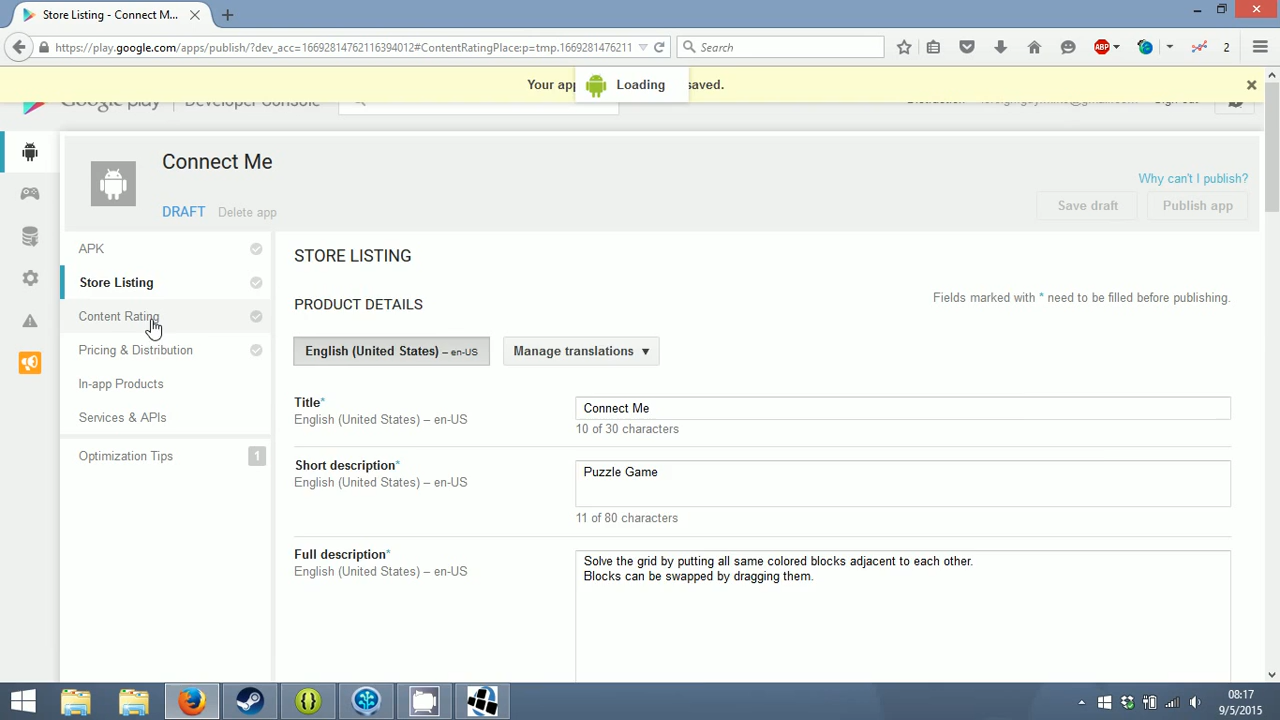 Store Listing - Connect M...
https://play.google.com/apps/publish/?dev_acc=16692814762116394012#ContentRatingPlace:p=tmp.1669281476211
Search
ABP
2
Your app
Loading
saved.
Google play
Developer Console
Sign out
Connect Me
Why can't I publish?
DRAFT
Delete app
Save draft
Publish app
APK
Store Listing
Content Rating
Pricing & Distribution
In-app Products
Services & APIs
Optimization Tips
1
STORE LISTING
PRODUCT DETAILS
Fields marked with * need to be filled before publishing.
English (United States) – en-US
Manage translations
Title*
English (United States) – en-US
Connect Me
10 of 30 characters
Short description*
English (United States) – en-US
Puzzle Game
11 of 80 characters
Full description*
English (United States) – en-US
Solve the grid by putting all same colored blocks adjacent to each other.
Blocks can be swapped by dragging them.
08:17
9/5/2015